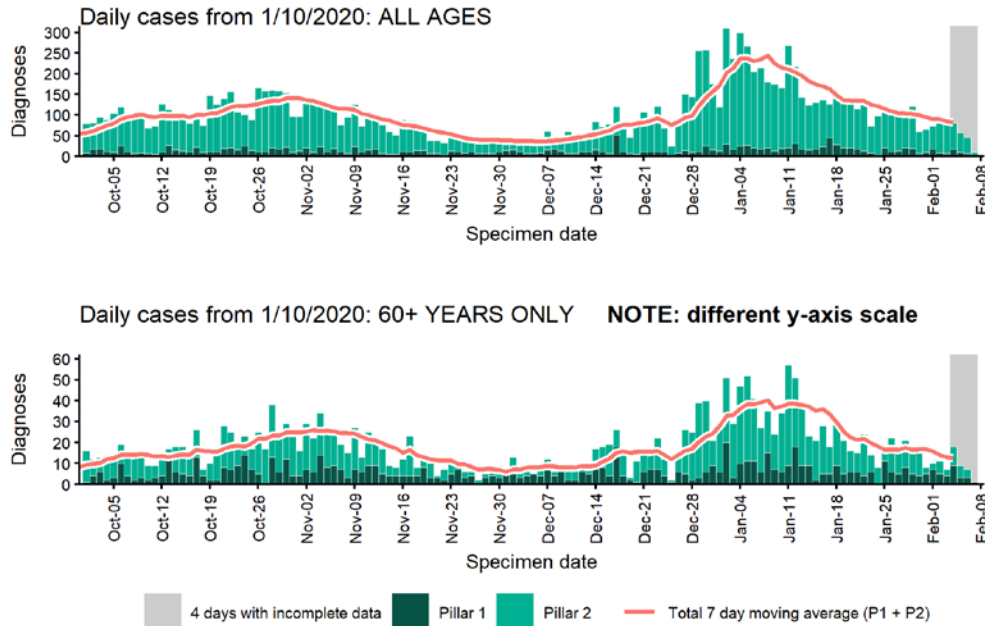 Daily cases from 1/10/2020: ALL AGES
300
250
200
150
100
50
0
Diagnoses
Oct-05 Oct-12 Oct-19 Oct-26 Nov-02 Nov-09 Nov-16 Nov-23 Nov-30 Dec-07 Dec-14 Dec-21 Dec-28 Jan-04 Jan-11 Jan-18 Jan-25 Feb-01 Feb-08
Specimen date
Daily cases from 1/10/2020: 60+ YEARS ONLY NOTE: different y-axis scale
60
50
40
30
20
10
0
Diagnoses
Oct-05 Oct-12 Oct-19 Oct-26 Nov-02 Nov-09 Nov-16 Nov-23 Nov-30 Dec-07 Dec-14 Dec-21 Dec-28 Jan-04 Jan-11 Jan-18 Jan-25 Feb-01 Feb-08
Specimen date
4 days with incomplete data Pillar 1 Pillar 2 Total 7 day moving average (P1 + P2)